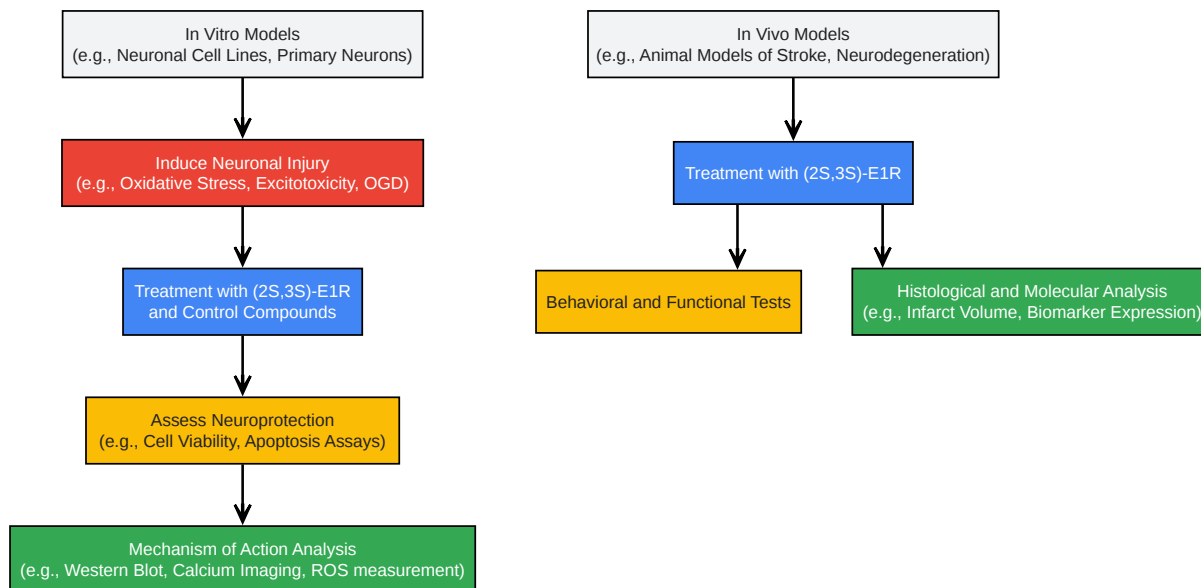 In Vitro Models
(e.g., Neuronal Cell Lines, Primary Neurons)
Induce Neuronal Injury
(e.g., Oxidative Stress, Excitotoxicity, OGD)
Treatment with (2S,3S)-E1R
and Control Compounds
Assess Neuroprotection
(e.g., Cell Viability, Apoptosis Assays)
Mechanism of Action Analysis
(e.g., Western Blot, Calcium Imaging, ROS measurement)
In Vivo Models
(e.g., Animal Models of Stroke, Neurodegeneration)
Treatment with (2S,3S)-E1R
Behavioral and Functional Tests
Histological and Molecular Analysis
(e.g., Infarct Volume, Biomarker Expression)